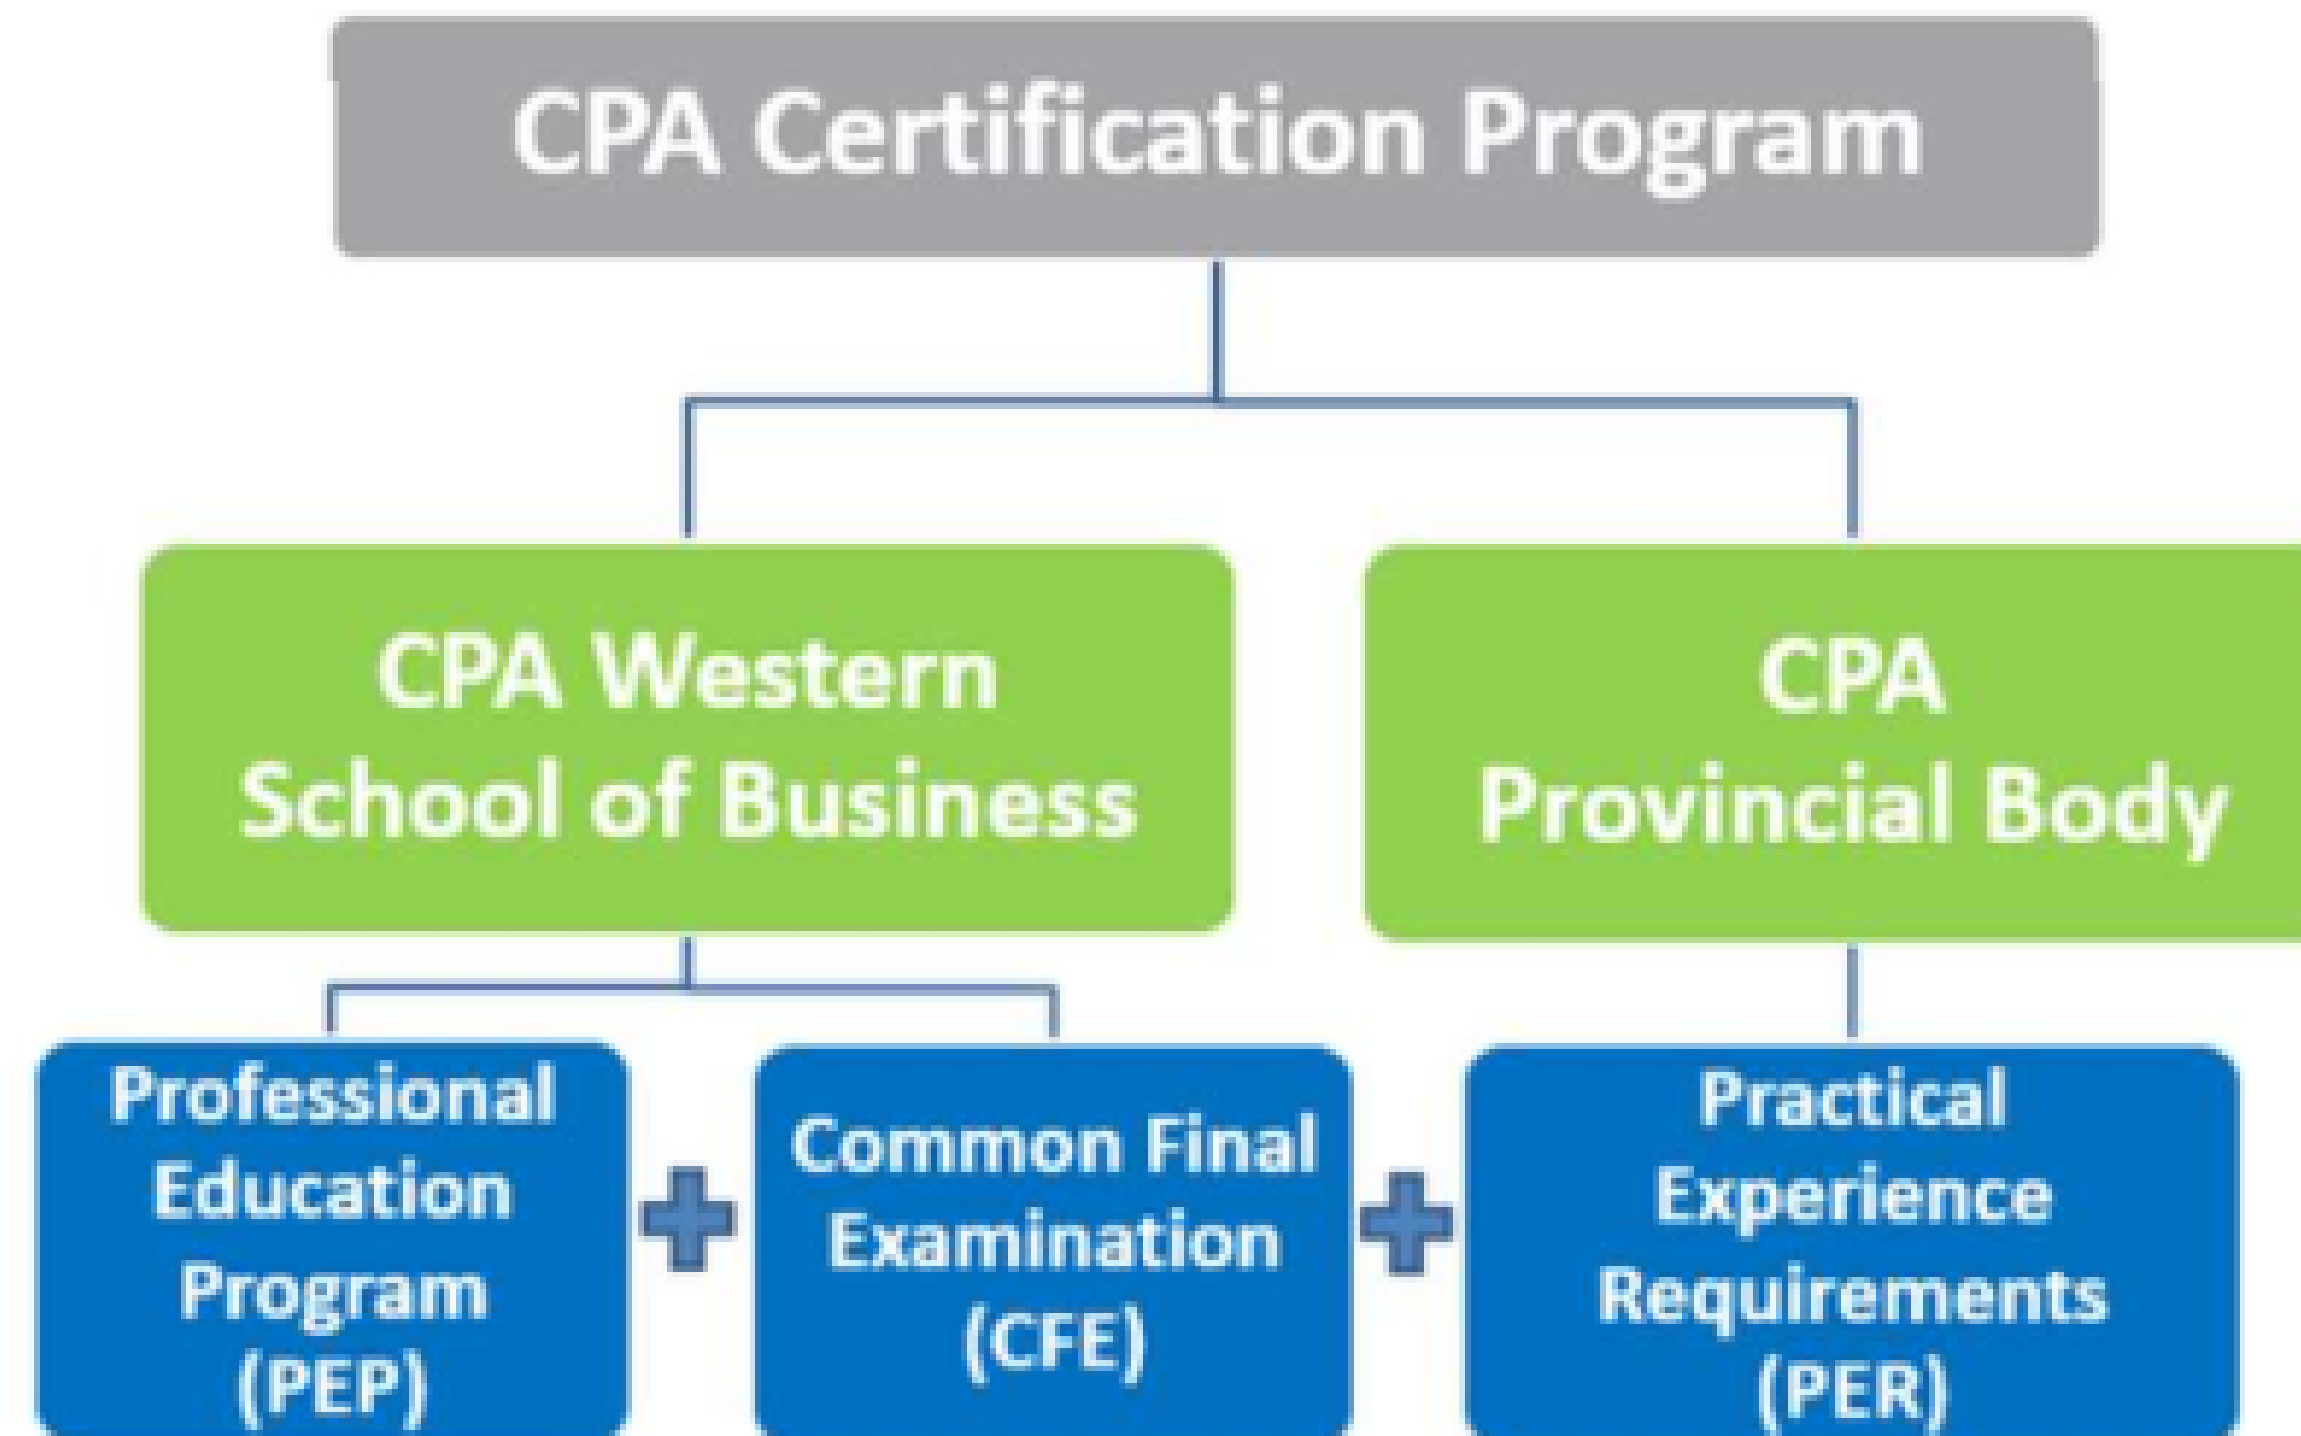 CPA Certification Program
CPA Western
School of Business
CPA
Provincial Body
Professional
Education
Program
(PEP)
Common Final
Examination
(CFE)
Practical
Experience
Requirements
(PER)